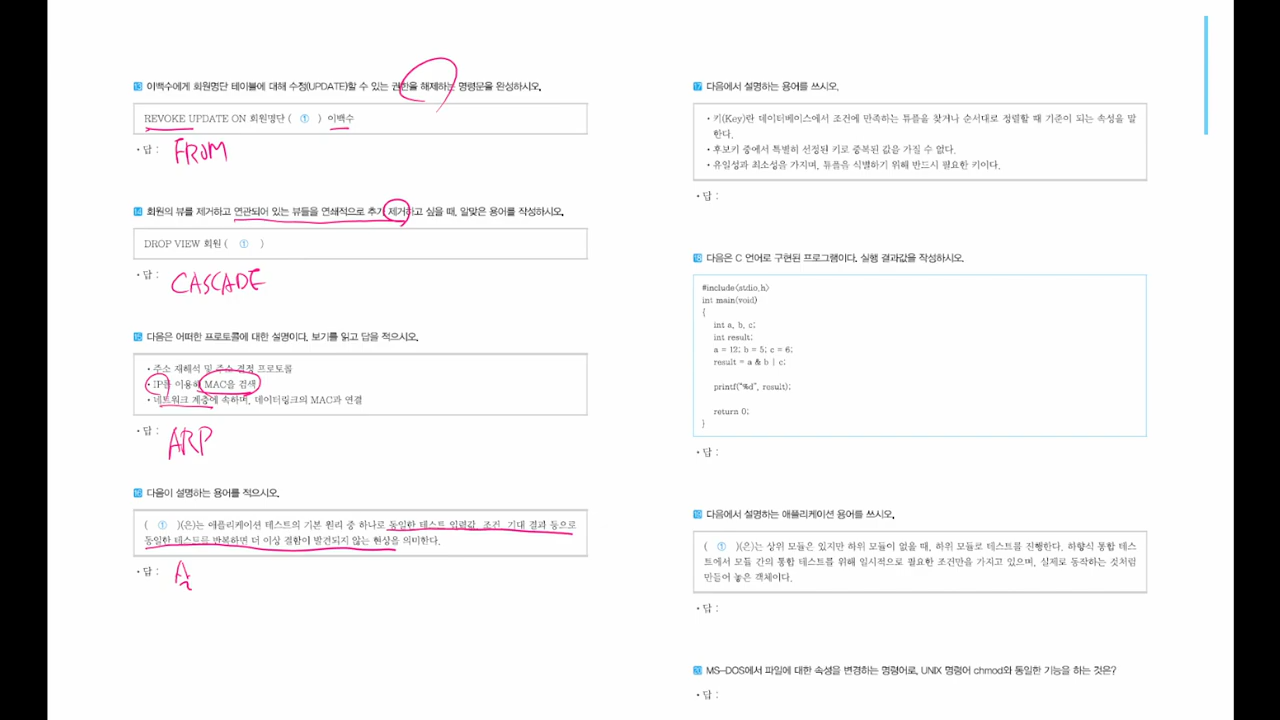 13 이백수에게 회원명단 테이블에 대해 수정(UPDATE)할 수 있는 권한을 해제하는 명령문을 완성하시오.
REVOKE UPDATE ON 회원명단 ( ① ) 이백수
• 답 : FROM
14 회원의 뷰를 제거하고 연관되어 있는 뷰들을 연쇄적으로 추가 제거하고 싶을 때, 알맞은 용어를 작성하시오.
DROP VIEW 회원 ( ① )
• 답 : CASCADE
15 다음은 어떠한 프로토콜에 대한 설명이다. 보기를 읽고 답을 적으시오.
• 주소 재해석 및 주소 결정 프로토콜
• IP를 이용해 MAC을 검색
• 네트워크 계층에 속하며, 데이터링크의 MAC과 연결
• 답 : ARP
16 다음이 설명하는 용어를 적으시오.
( ① )(은)는 애플리케이션 테스트의 기본 원리 중 하나로 동일한 테스트 입력값, 조건, 기대 결과 등으로
동일한 테스트를 반복하면 더 이상 결함이 발견되지 않는 현상을 의미한다.
• 답 : 살
17 다음에서 설명하는 용어를 쓰시오.
• 키(Key)란 데이터베이스에서 조건에 만족하는 튜플을 찾거나 순서대로 정렬할 때 기준이 되는 속성을 말
한다.
• 후보키 중에서 특별히 선정된 키로 중복된 값을 가질 수 없다.
• 유일성과 최소성을 가지며, 튜플을 식별하기 위해 반드시 필요한 키이다.
• 답 :
18 다음은 C 언어로 구현된 프로그램이다. 실행 결과값을 작성하시오.
#include<stdio.h>
int main(void)
{
int a, b, c;
int result;
a = 12; b = 5; c = 6;
result = a & b | c;
printf("%d", result);
return 0;
}
• 답 :
19 다음에서 설명하는 애플리케이션 용어를 쓰시오.
( ① )(은)는 상위 모듈은 있지만 하위 모듈이 없을 때, 하위 모듈로 테스트를 진행한다. 하향식 통합 테스
트에서 모듈 간의 통합 테스트를 위해 일시적으로 필요한 조건만을 가지고 있으며, 실제로 동작하는 것처럼
만들어 놓은 객체이다.
• 답 :
20 MS-DOS에서 파일에 대한 속성을 변경하는 명령어로, UNIX 명령어 chmod와 동일한 기능을 하는 것은?
• 답 :